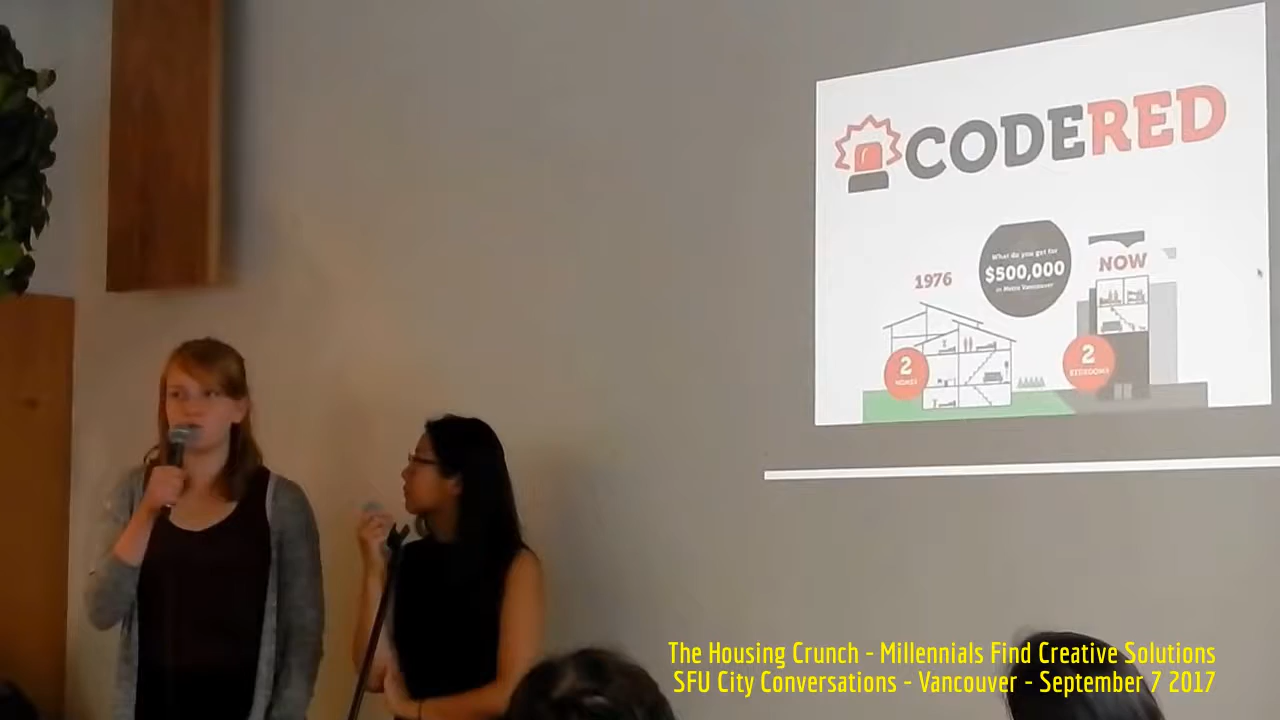 CODERED
What do you get for
$500,000
in Metro Vancouver
1976
NOW
2
HOMES
2
BEDROOMS
The Housing Crunch - Millennials Find Creative Solutions
SFU City Conversations - Vancouver - September 7 2017